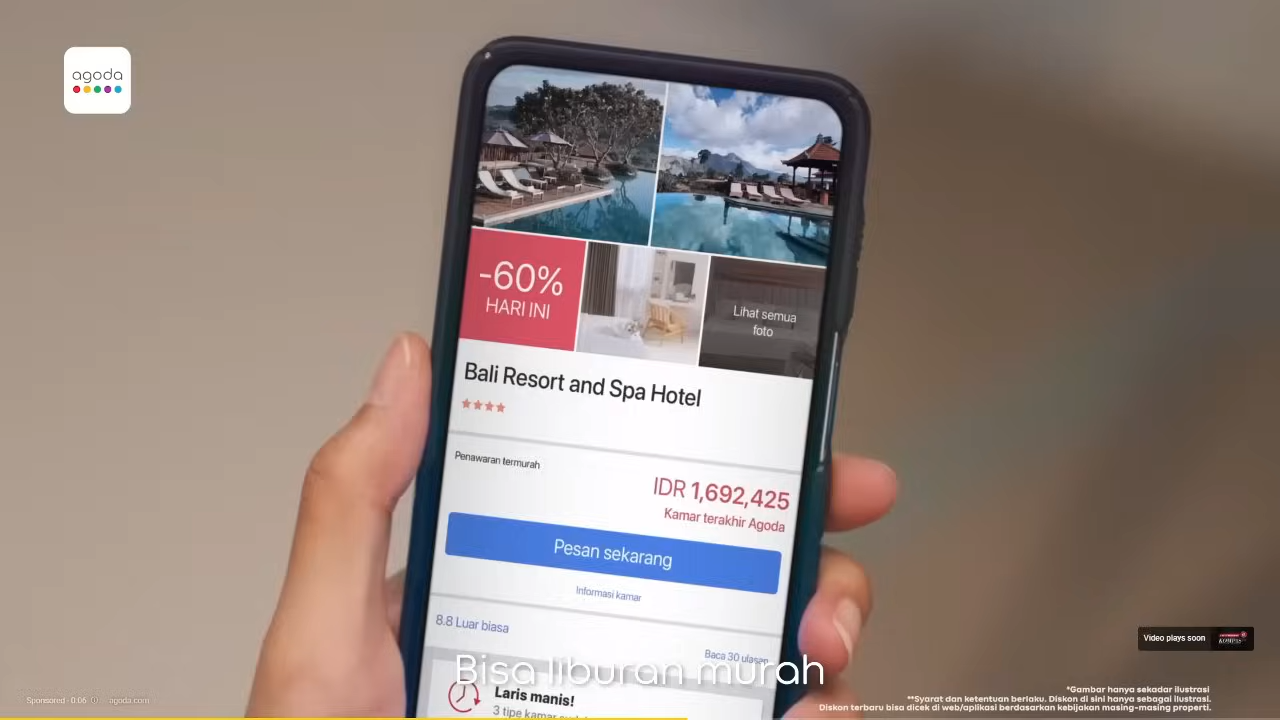 agoda
-60%
HARI INI
Lihat semua
foto
Bali Resort and Spa Hotel
Penawaran termurah
IDR 1,692,425
Kamar terakhir Agoda
Pesan sekarang
Informasi kamar
8.8 Luar biasa
Baca 30 ulasan
Bisa liburan murah
Laris manis!
3 tipe kamar
Video plays soon
KOMPAS
Sponsored · 0:06
agoda.com
*Gambar hanya sekadar ilustrasi
**Syarat dan ketentuan berlaku. Diskon di sini hanya sebagai ilustrasi.
Diskon terbaru bisa dicek di web/aplikasi berdasarkan kebijakan masing-masing properti.